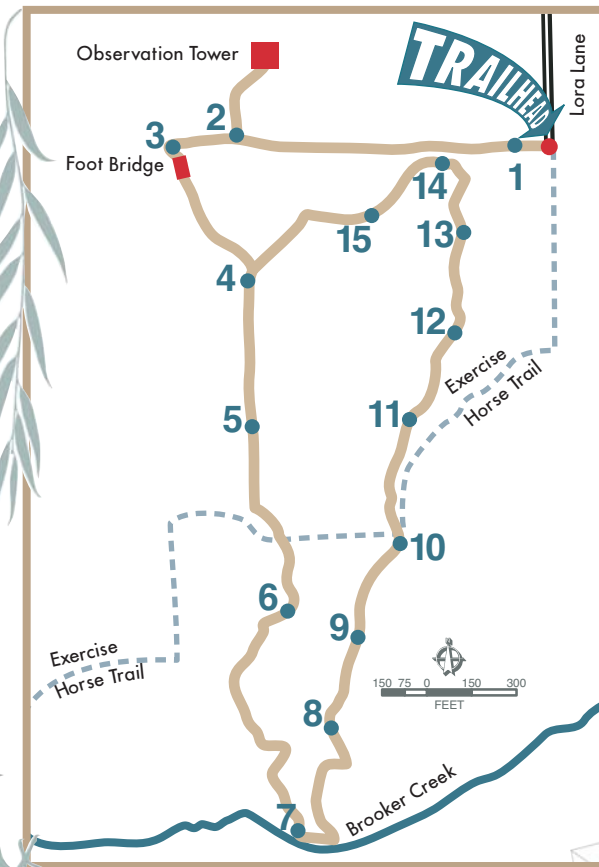 Observation Tower
TRAILHEAD
Lora Lane
2
3
Foot Bridge
1
14
15
13
4
12
Exercise
Horse Trail
5
11
10
6
9
Exercise
Horse Trail
150 75 0 150 300
FEET
8
7
Brooker Creek